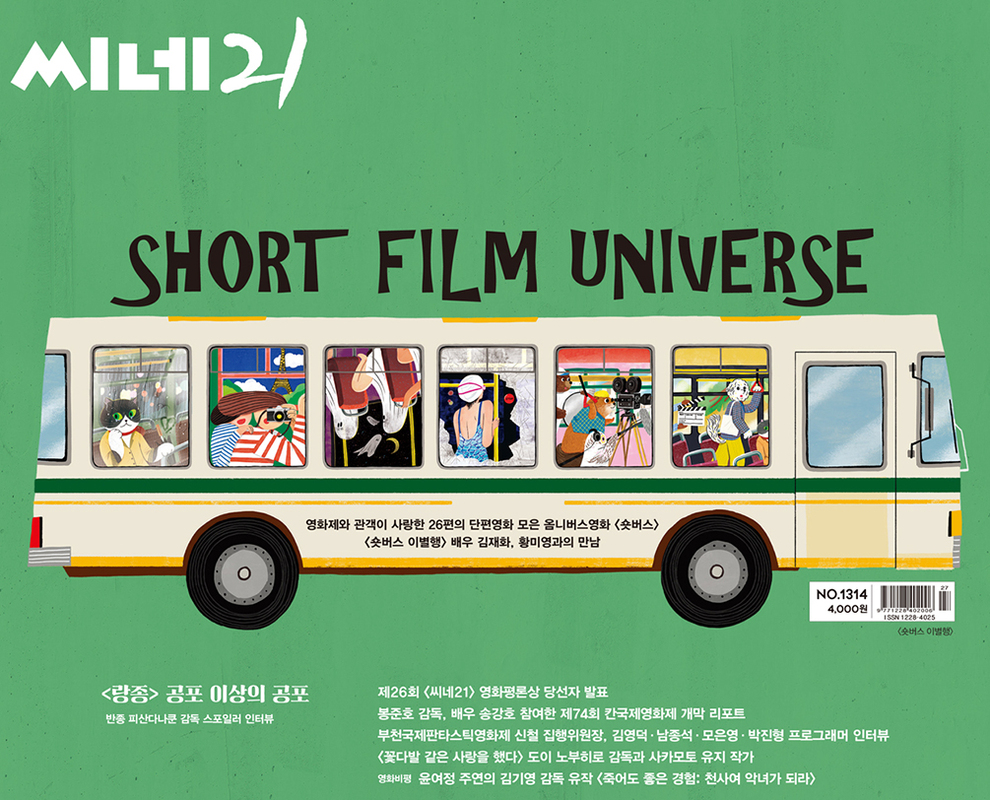 씨네21
SHORT FILM UNIVERSE
영화제와 관객이 사랑한 26편의 단편영화 모은 옴니버스영화 <숏버스>
<숏버스 이별행> 배우 김재화, 황미영과의 만남
NO.1314
4,000원
9 771228 402006
27
ISSN 1228-4025
<숏버스 이별행>
<랑종> 공포 이상의 공포
반종 피산다나쿤 감독 스포일러 인터뷰
제26회 <씨네21> 영화평론상 당선자 발표
봉준호 감독, 배우 송강호 참여한 제74회 칸국제영화제 개막 리포트
부천국제판타스틱영화제 신철 집행위원장, 김영덕·남종석·모은영·박진형 프로그래머 인터뷰
<꽃다발 같은 사랑을 했다> 도이 노부히로 감독과 사카모토 유지 작가
영화비평 윤여정 주연의 김기영 감독 유작 <죽어도 좋은 경험: 천사여 악녀가 되라>